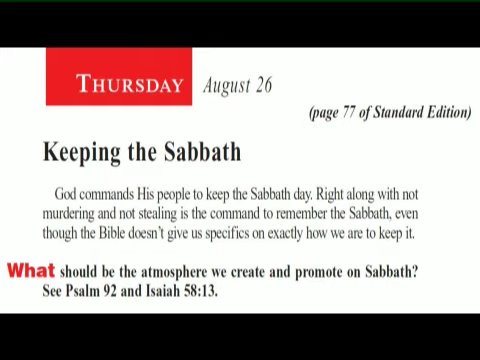 THURSDAY August 26
(page 77 of Standard Edition)
Keeping the Sabbath
God commands His people to keep the Sabbath day. Right along with not
murdering and not stealing is the command to remember the Sabbath, even
though the Bible doesn't give us specifics on exactly how we are to keep it.
What should be the atmosphere we create and promote on Sabbath?
See Psalm 92 and Isaiah 58:13.